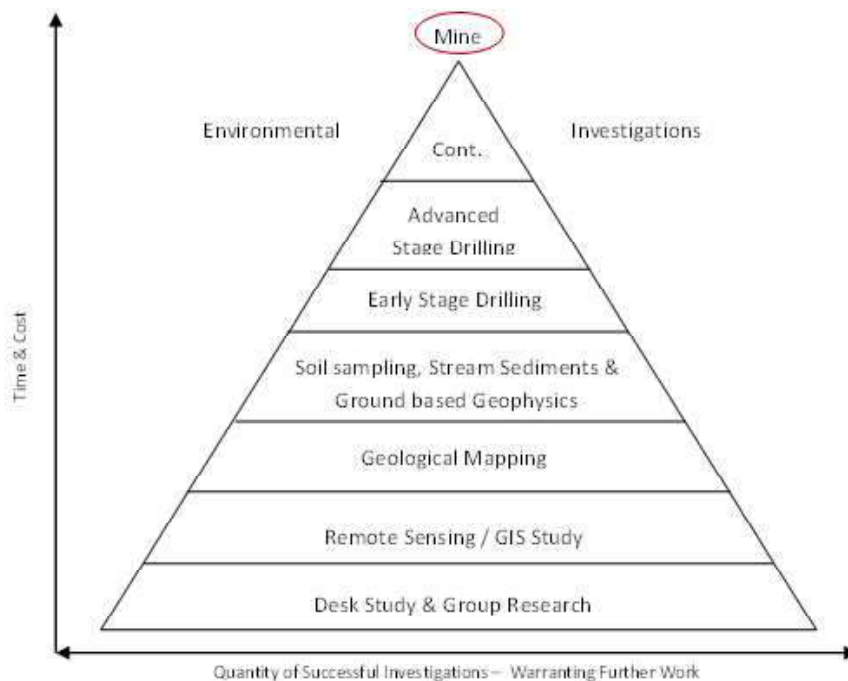 Mine
Environmental
Investigations
Cont.
Advanced
Stage Drilling
Early Stage Drilling
Soil sampling, Stream Sediments &
Ground based Geophysics
Geological Mapping
Remote Sensing / GIS Study
Desk Study & Group Research
Time & Cost
Quantity of Successful Investigations – Warranting Further Work